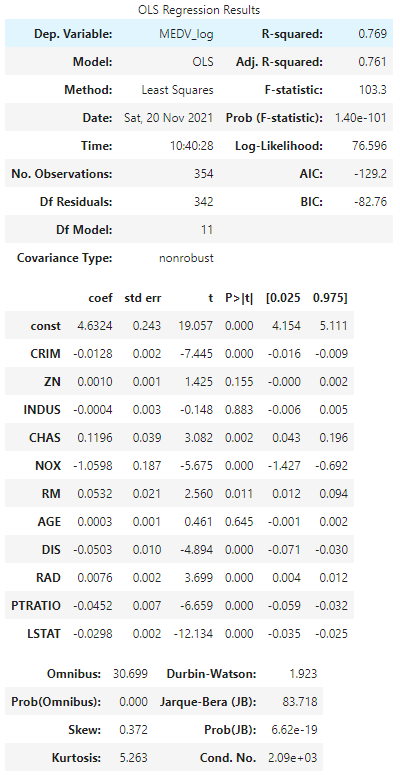 OLS Regression Results
Dep. Variable: MEDV_log R-squared: 0.769
Model: OLS Adj. R-squared: 0.761
Method: Least Squares F-statistic: 103.3
Date: Sat, 20 Nov 2021 Prob (F-statistic): 1.40e-101
Time: 10:40:28 Log-Likelihood: 76.596
No. Observations: 354 AIC: -129.2
Df Residuals: 342 BIC: -82.76
Df Model: 11
Covariance Type: nonrobust
coef std err t P>|t| [0.025 0.975]
const 4.6324 0.243 19.057 0.000 4.154 5.111
CRIM -0.0128 0.002 -7.445 0.000 -0.016 -0.009
ZN 0.0010 0.001 1.425 0.155 -0.000 0.002
INDUS -0.0004 0.003 -0.148 0.883 -0.006 0.005
CHAS 0.1196 0.039 3.082 0.002 0.043 0.196
NOX -1.0598 0.187 -5.675 0.000 -1.427 -0.692
RM 0.0532 0.021 2.560 0.011 0.012 0.094
AGE 0.0003 0.001 0.461 0.645 -0.001 0.002
DIS -0.0503 0.010 -4.894 0.000 -0.071 -0.030
RAD 0.0076 0.002 3.699 0.000 0.004 0.012
PTRATIO -0.0452 0.007 -6.659 0.000 -0.059 -0.032
LSTAT -0.0298 0.002 -12.134 0.000 -0.035 -0.025
Omnibus: 30.699 Durbin-Watson: 1.923
Prob(Omnibus): 0.000 Jarque-Bera (JB): 83.718
Skew: 0.372 Prob(JB): 6.62e-19
Kurtosis: 5.263 Cond. No. 2.09e+03